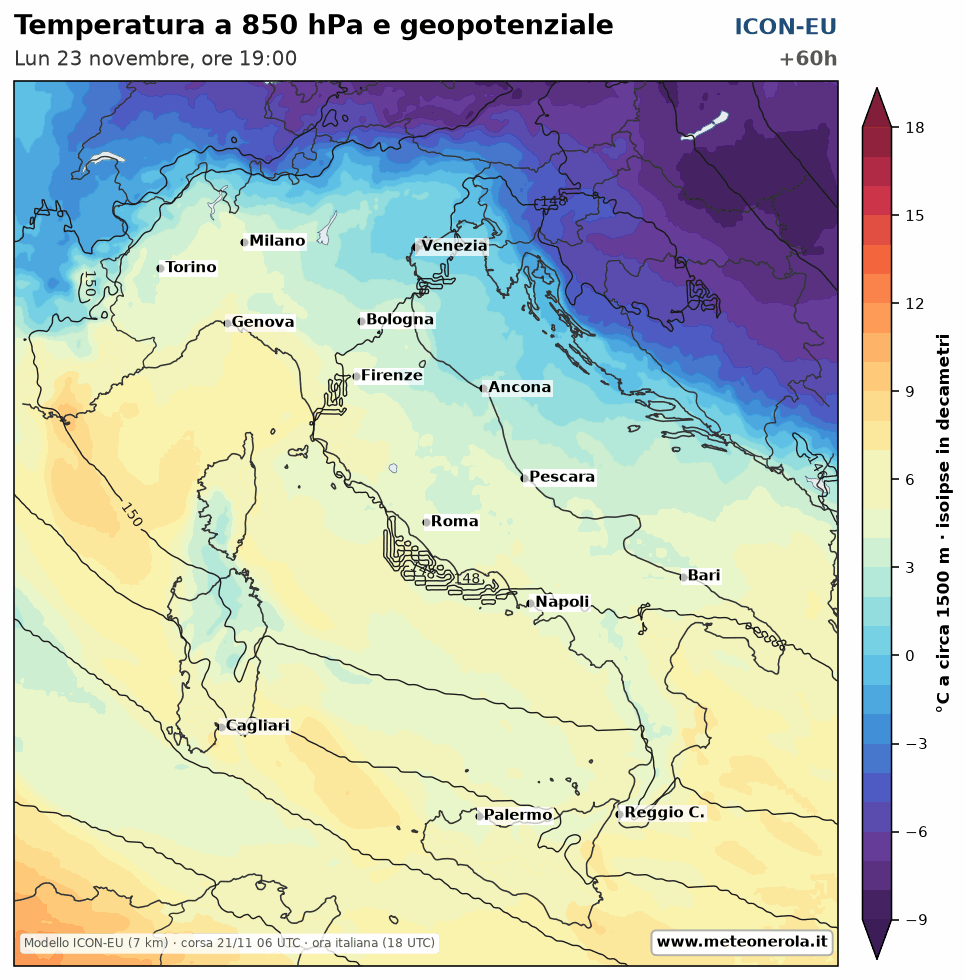 Temperatura a 850 hPa e geopotenziale
ICON-EU
Lun 23 novembre, ore 19:00
+60h
148
Milano
Venezia
Torino
150
Genova
Bologna
Firenze
Ancona
Pescara
150
Roma
148
Bari
Napoli
Cagliari
Palermo
Reggio C.
Modello ICON-EU (7 km) · corsa 21/11 06 UTC · ora italiana (18 UTC)
www.meteonerola.it
18
15
12
9
6
3
0
−3
−6
−9
°C a circa 1500 m · isoipse in decametri